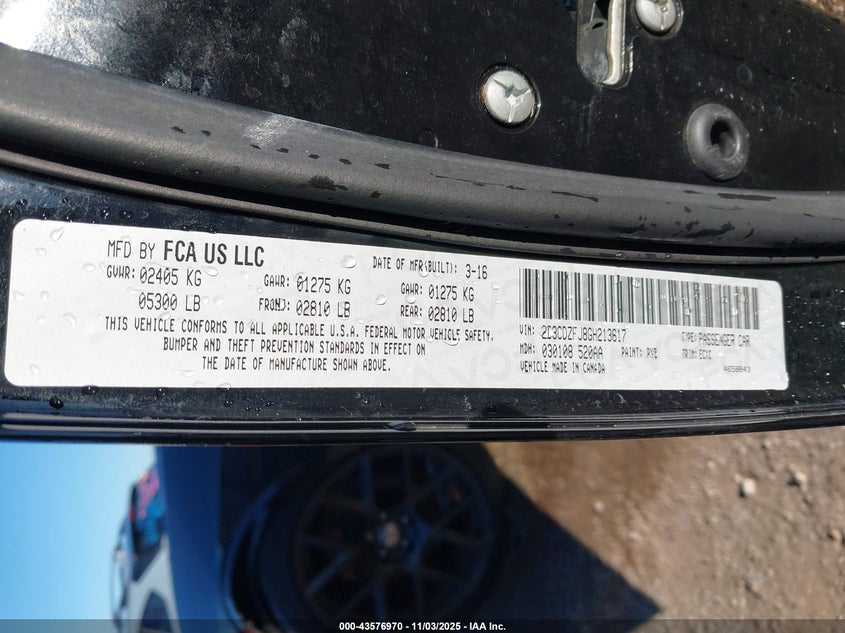 MFD BY FCA US LLC
DATE OF MFR(BUILT): 3-16
GVWR: 02405 KG
GAWR: 01275 KG
GAWR: 01275 KG
05300 LB
FRONT: 02810 LB
REAR: 02810 LB
THIS VEHICLE CONFORMS TO ALL APPLICABLE U.S.A. FEDERAL MOTOR VEHICLE SAFETY,
BUMPER AND THEFT PREVENTION STANDARDS IN EFFECT ON
THE DATE OF MANUFACTURE SHOWN ABOVE.
VIN: 2C3CDZFJ8GH213617
TYPE: PASSENGER CAR
MDH: 030108 520AA
PAINT: PX8
TRIM: ECXC
VEHICLE MADE IN CANADA
4658843
000-43576970 - 11/03/2025 - IAA Inc.